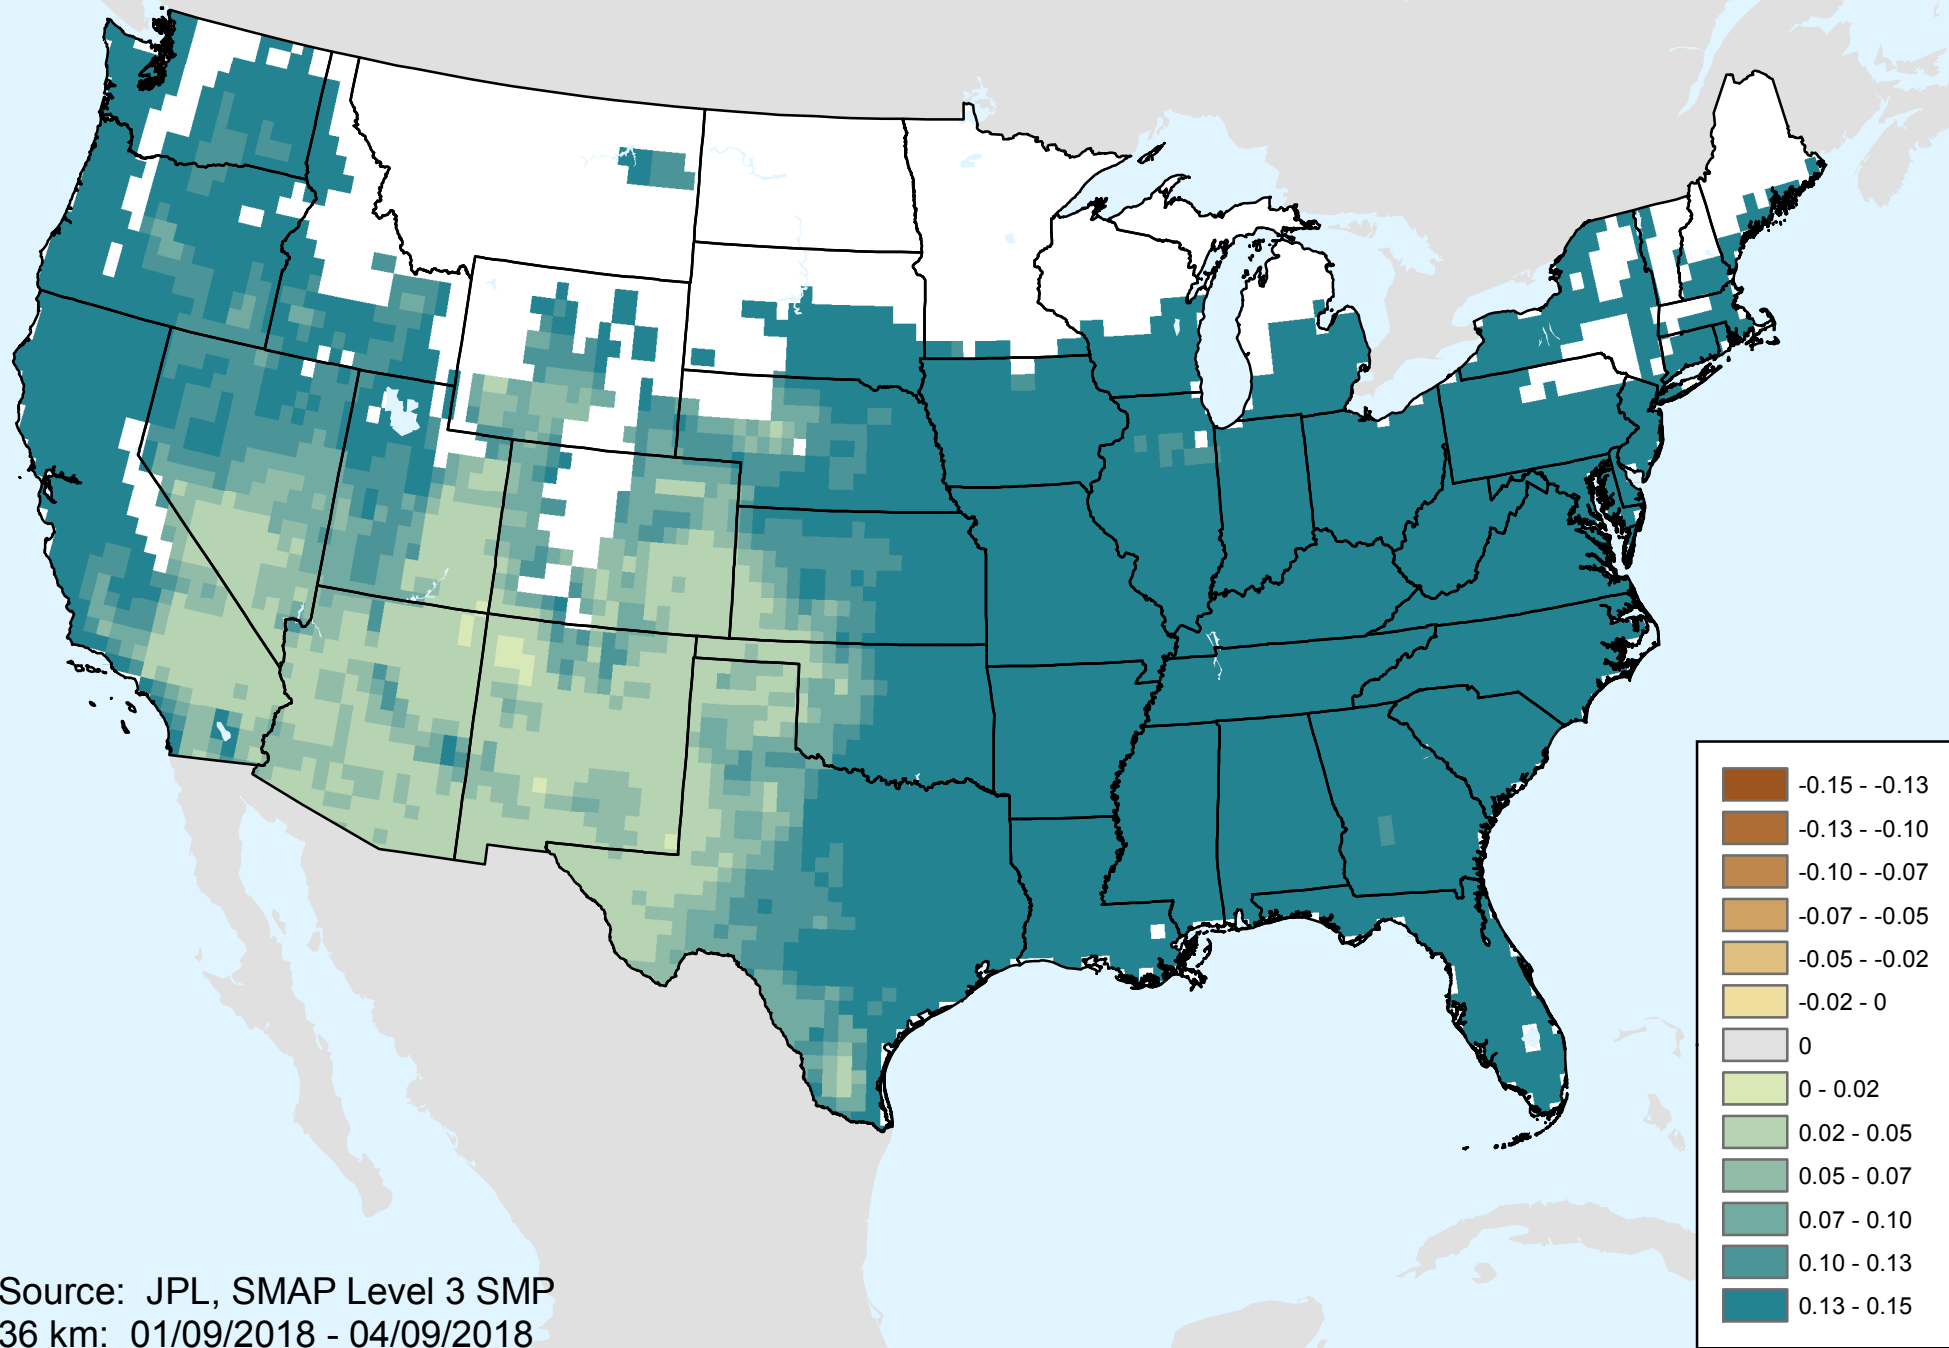 -0.15 - -0.13
-0.13 - -0.10
-0.10 - -0.07
-0.07 - -0.05
-0.05 - -0.02
-0.02 - 0
0
0 - 0.02
0.02 - 0.05
0.05 - 0.07
0.07 - 0.10
0.10 - 0.13
0.13 - 0.15
Source: JPL, SMAP Level 3 SMP
36 km: 01/09/2018 - 04/09/2018